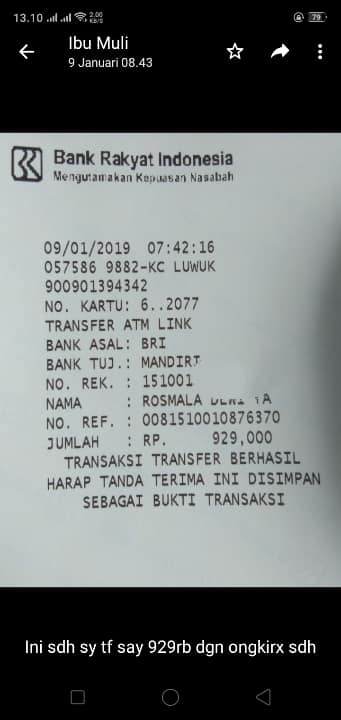 13.10
2.00
KB/S
79
Ibu Muli
9 Januari 08.43
Bank Rakyat Indonesia
Mengutamakan Kepuasan Nasabah
09/01/2019 07:42:16
057586 9882-KC LUWUK
900901394342
NO. KARTU: 6..2077
TRANSFER ATM LINK
BANK ASAL: BRI
BANK TUJ.: MANDIRI
NO. REK. : 151001
NAMA : ROSMALA
NO. REF. : 0081510010876370
JUMLAH : RP. 929,000
TRANSAKSI TRANSFER BERHASIL
HARAP TANDA TERIMA INI DISIMPAN
SEBAGAI BUKTI TRANSAKSI
Ini sdh sy tf say 929rb dgn ongkirx sdh